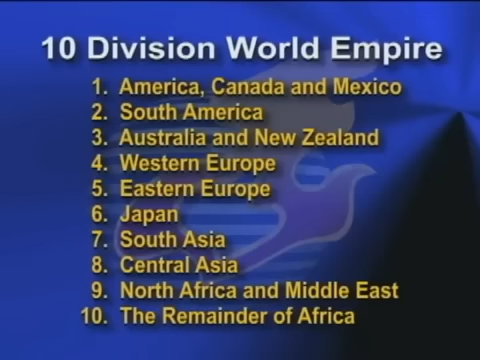 10 Division World Empire
1. America, Canada and Mexico
2. South America
3. Australia and New Zealand
4. Western Europe
5. Eastern Europe
6. Japan
7. South Asia
8. Central Asia
9. North Africa and Middle East
10. The Remainder of Africa